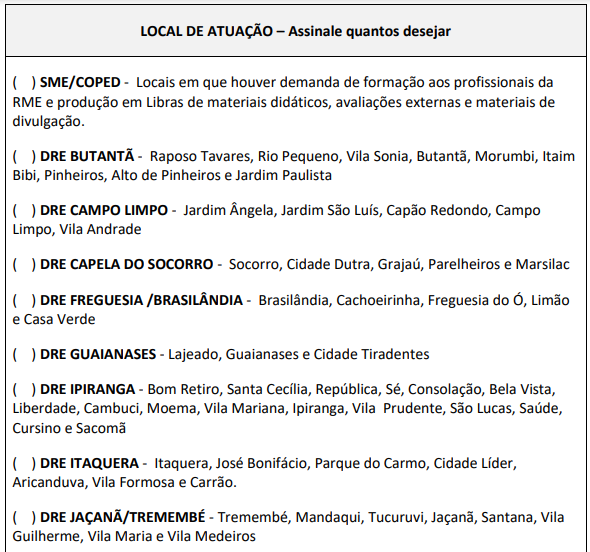 LOCAL DE ATUAÇÃO – Assinale quantos desejar
(   ) SME/COPED - Locais em que houver demanda de formação aos profissionais da
RME e produção em Libras de materiais didáticos, avaliações externas e materiais de
divulgação.
(   ) DRE BUTANTÃ - Raposo Tavares, Rio Pequeno, Vila Sonia, Butantã, Morumbi, Itaim
Bibi, Pinheiros, Alto de Pinheiros e Jardim Paulista
(   ) DRE CAMPO LIMPO - Jardim Ângela, Jardim São Luís, Capão Redondo, Campo
Limpo, Vila Andrade
(   ) DRE CAPELA DO SOCORRO - Socorro, Cidade Dutra, Grajaú, Parelheiros e Marsilac
(   ) DRE FREGUESIA /BRASILÂNDIA - Brasilândia, Cachoeirinha, Freguesia do Ó, Limão
e Casa Verde
(   ) DRE GUAIANASES - Lajeado, Guaianases e Cidade Tiradentes
(   ) DRE IPIRANGA - Bom Retiro, Santa Cecília, República, Sé, Consolação, Bela Vista,
Liberdade, Cambuci, Moema, Vila Mariana, Ipiranga, Vila Prudente, São Lucas, Saúde,
Cursino e Sacomã
(   ) DRE ITAQUERA - Itaquera, José Bonifácio, Parque do Carmo, Cidade Líder,
Aricanduva, Vila Formosa e Carrão.
(   ) DRE JAÇANÃ/TREMEMBÉ - Tremembé, Mandaqui, Tucuruvi, Jaçanã, Santana, Vila
Guilherme, Vila Maria e Vila Medeiros